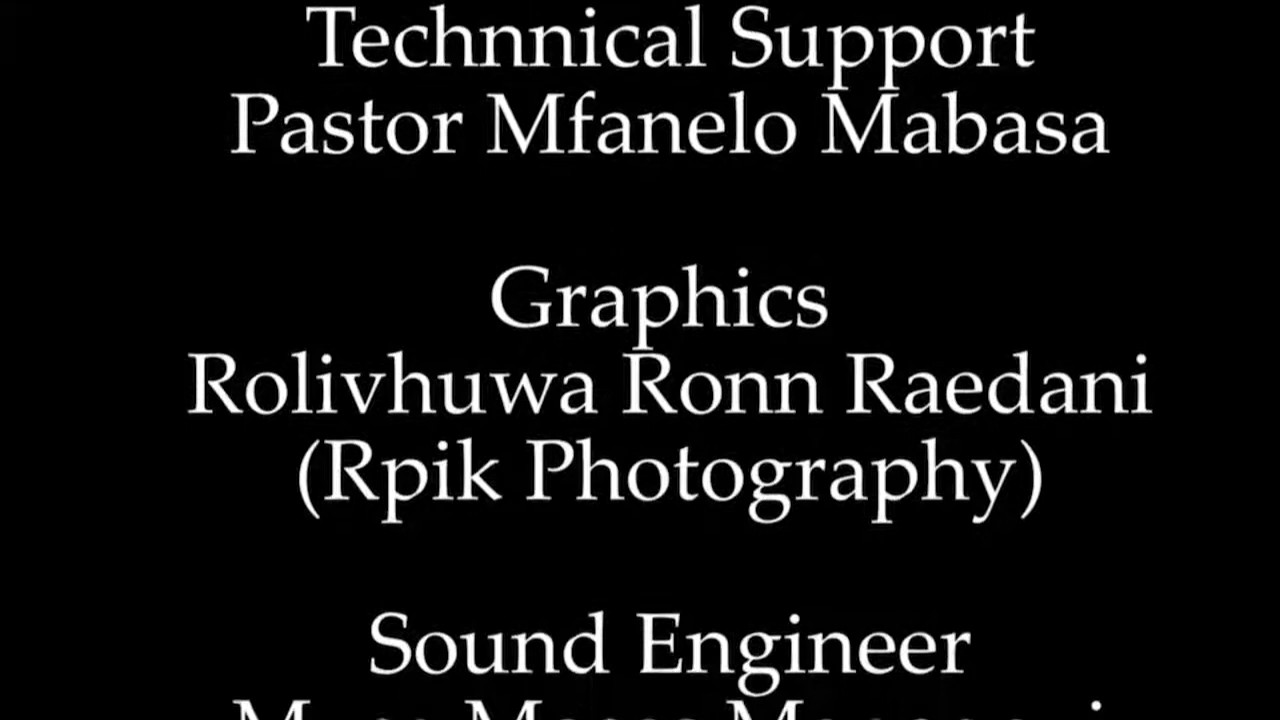 Technnical Support
Pastor Mfanelo Mabasa
Graphics
Rolivhuwa Ronn Raedani
(Rpik Photography)
Sound Engineer